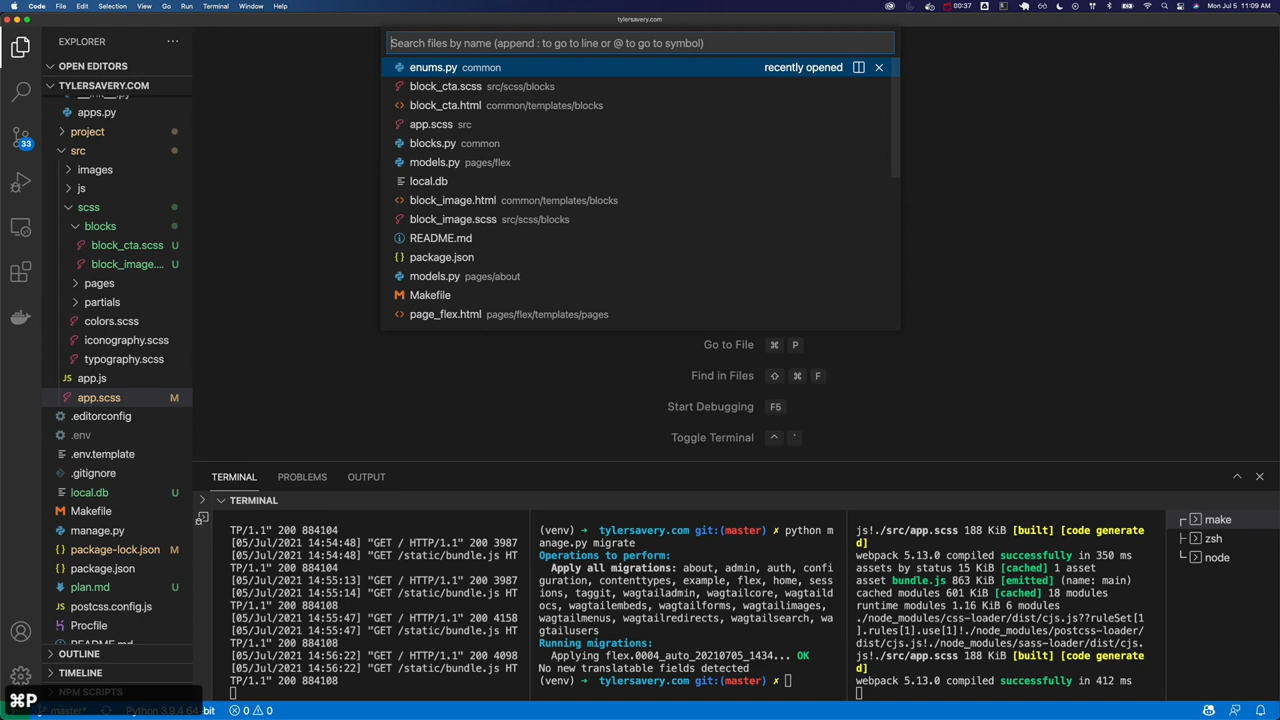 Code File Edit Selection View Go Run Terminal Window Help
00:37
Mon Jul 5 11:09 AM
tylersavery.com
EXPLORER
OPEN EDITORS
TYLERSAVERY.COM
__init__.py
apps.py
project
src
images
js
scss
blocks
block_cta.scss U
block_image.... U
pages
partials
colors.scss
iconography.scss
typography.scss
app.js
app.scss M
.editorconfig
.env
.env.template
.gitignore
local.db U
Makefile
manage.py
package-lock.json M
package.json
plan.md U
postcss.config.js
Procfile
README.md
OUTLINE
TIMELINE
NPM SCRIPTS
33
Search files by name (append : to go to line or @ to go to symbol)
enums.py common recently opened
block_cta.scss src/scss/blocks
block_cta.html common/templates/blocks
app.scss src
blocks.py common
models.py pages/flex
local.db
block_image.html common/templates/blocks
block_image.scss src/scss/blocks
README.md
package.json
models.py pages/about
Makefile
page_flex.html pages/flex/templates/pages
Go to File ⌘ P
Find in Files ⇧ ⌘ F
Start Debugging F5
Toggle Terminal ^ `
TERMINAL PROBLEMS OUTPUT
TERMINAL
TP/1.1" 200 884104
[05/Jul/2021 14:54:48] "GET / HTTP/1.1" 200 3987
[05/Jul/2021 14:54:48] "GET /static/bundle.js HT
TP/1.1" 200 884104
[05/Jul/2021 14:55:13] "GET / HTTP/1.1" 200 3987
[05/Jul/2021 14:55:14] "GET /static/bundle.js HT
TP/1.1" 200 884108
[05/Jul/2021 14:55:47] "GET / HTTP/1.1" 200 4158
[05/Jul/2021 14:55:47] "GET /static/bundle.js HT
TP/1.1" 200 884108
[05/Jul/2021 14:56:22] "GET / HTTP/1.1" 200 4098
[05/Jul/2021 14:56:22] "GET /static/bundle.js HT
TP/1.1" 200 884108
(venv) ➜ tylersavery.com git:(master) ✗ python m
anage.py migrate
Operations to perform:
Apply all migrations: about, admin, auth, confi
guration, contenttypes, example, flex, home, sess
ions, taggit, wagtailadmin, wagtailcore, wagtaild
ocs, wagtailembeds, wagtailforms, wagtailimages,
wagtailmenus, wagtailredirects, wagtailsearch, wa
gtailusers
Running migrations:
Applying flex.0004_auto_20210705_1434... OK
No new translatable fields detected
(venv) ➜ tylersavery.com git:(master) ✗
js!./src/app.scss 188 KiB [built] [code generate
d]
webpack 5.13.0 compiled successfully in 350 ms
assets by status 15 KiB [cached] 1 asset
asset bundle.js 863 KiB [emitted] (name: main)
cached modules 601 KiB [cached] 18 modules
runtime modules 1.16 KiB 6 modules
./node_modules/css-loader/dist/cjs.js??ruleSet[1
].rules[1].use[1]!./node_modules/postcss-loader/
dist/cjs.js!./node_modules/sass-loader/dist/cjs.
js!./src/app.scss 188 KiB [built] [code generate
d]
webpack 5.13.0 compiled successfully in 412 ms
make
zsh
node
⌘P
master* Python 3.9.4 64-bit 0 0